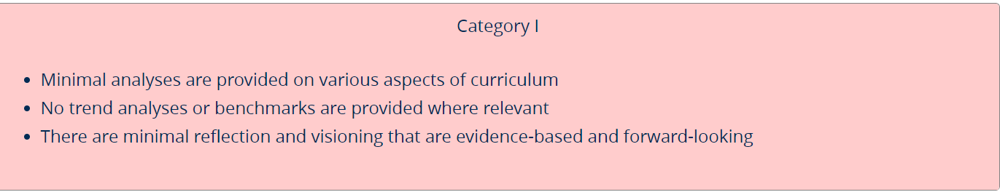 Category I
• Minimal analyses are provided on various aspects of curriculum
• No trend analyses or benchmarks are provided where relevant
• There are minimal reflection and visioning that are evidence-based and forward-looking